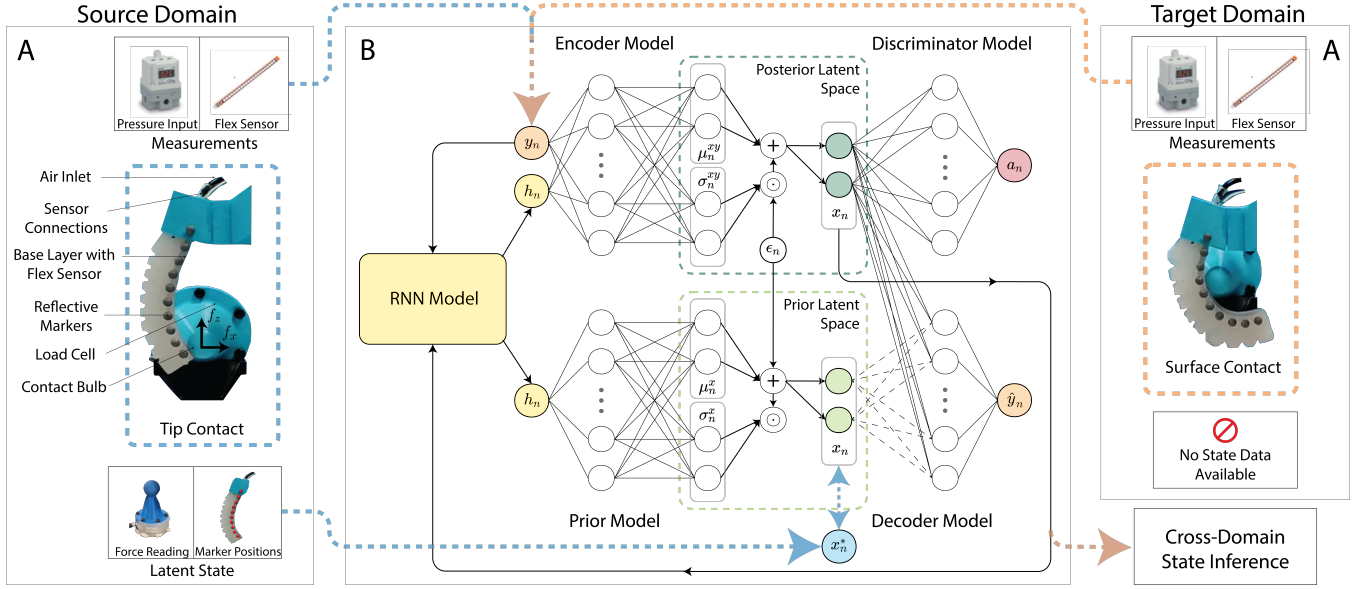 Source Domain
Target Domain
A
Pressure Input
Flex Sensor
Measurements
Air Inlet
Sensor
Connections
Base Layer with
Flex Sensor
Reflective
Markers
Load Cell
Contact Bulb
f_z
f_x
Tip Contact
Force Reading
Marker Positions
Latent State
B
Encoder Model
Discriminator Model
Posterior Latent
Space
y_n
h_n
μ_n^{xy}
σ_n^{xy}
+
⊙
x_n
a_n
ϵ_n
RNN Model
Prior Latent
Space
h_n
μ_n^x
σ_n^x
+
⊙
x_n
ŷ_n
Prior Model
Decoder Model
x_n^*
A
Pressure Input
Flex Sensor
Measurements
Surface Contact
No State Data
Available
Cross-Domain
State Inference